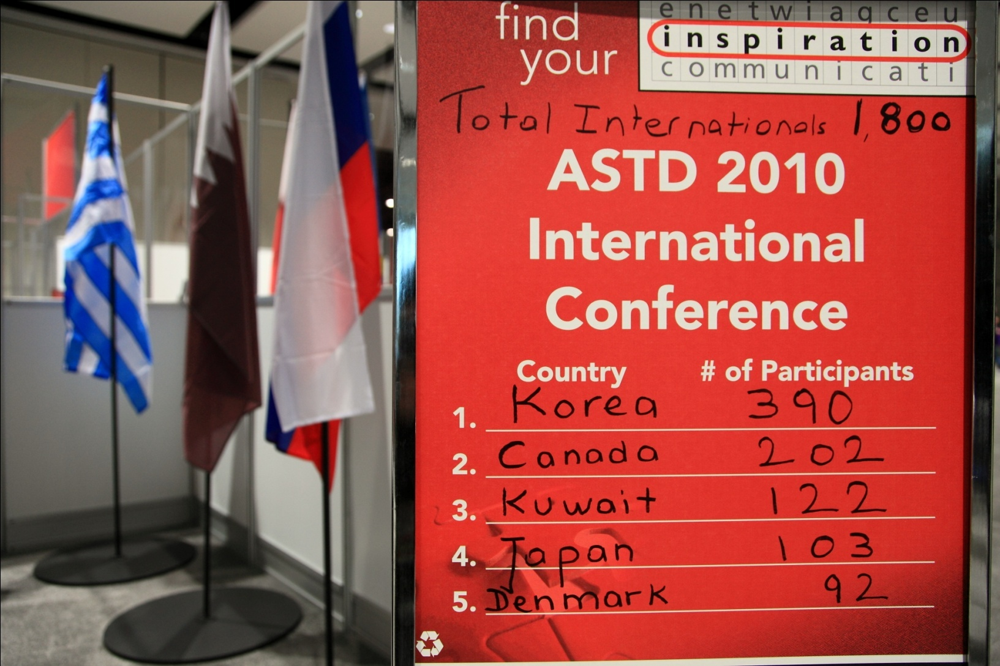 find
your
enetwiaqceu
inspiration
communicati
Total Internationals 1,800
ASTD 2010
International
Conference
Country # of Participants
1. Korea 390
2. Canada 202
3. Kuwait 122
4. Japan 103
5. Denmark 92